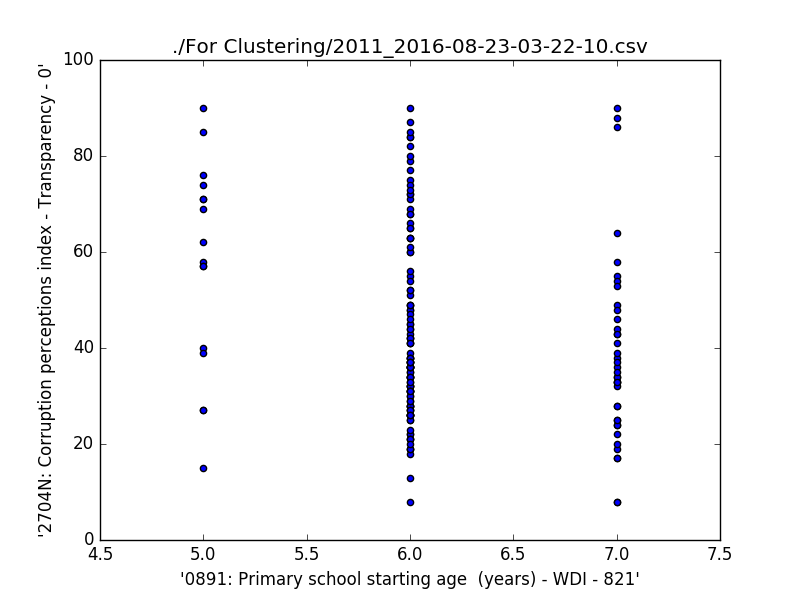 ./For Clustering/2011_2016-08-23-03-22-10.csv
100
80
60
40
20
0
'2704N: Corruption perceptions index - Transparency - 0'
4.5 5.0 5.5 6.0 6.5 7.0 7.5
'0891: Primary school starting age  (years) - WDI - 821'